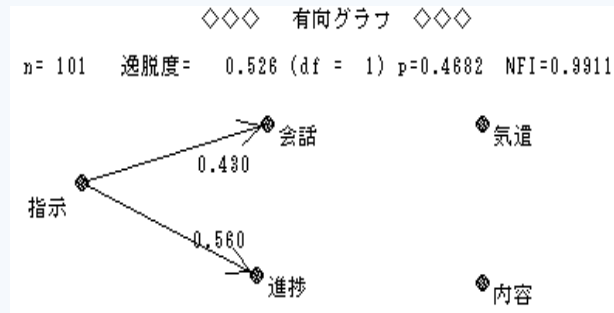 ◇◇◇ 有向グラフ ◇◇◇
n= 101 逸脱度= 0.526 (df = 1) p=0.4682 NFI=0.9911
会話
気遣
0.430
指示
0.560
進捗
内容